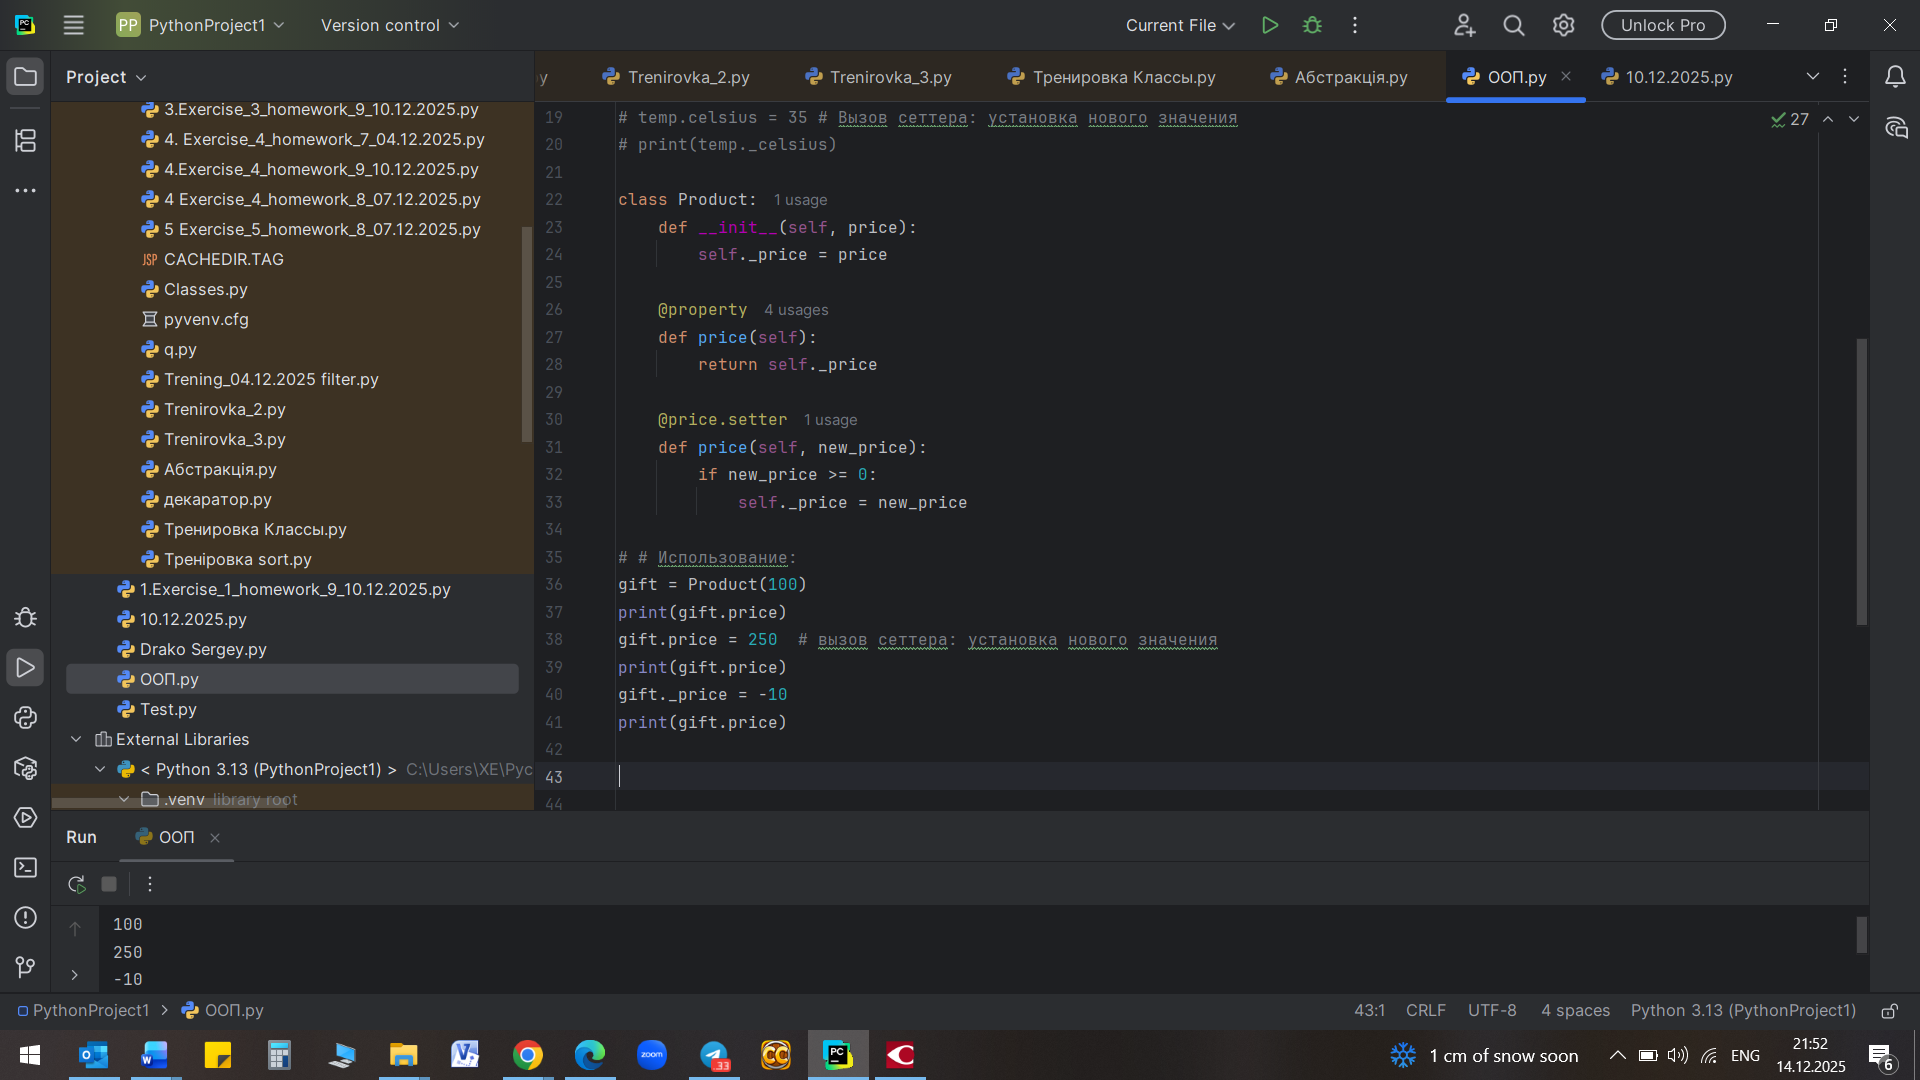 PP PythonProject1 Version control Current File Unlock Pro
Project
y Trenirovka_2.py Trenirovka_3.py Тренировка Классы.py Абстракція.py ООП.py 10.12.2025.py
3.Exercise_3_homework_9_10.12.2025.py
4. Exercise_4_homework_7_04.12.2025.py
4.Exercise_4_homework_9_10.12.2025.py
4 Exercise_4_homework_8_07.12.2025.py
5 Exercise_5_homework_8_07.12.2025.py
JSP CACHEDIR.TAG
Classes.py
pyvenv.cfg
q.py
Trening_04.12.2025 filter.py
Trenirovka_2.py
Trenirovka_3.py
Абстракція.py
декаратор.py
Тренировка Классы.py
Тренiровка sort.py
1.Exercise_1_homework_9_10.12.2025.py
10.12.2025.py
Drako Sergey.py
ООП.py
Test.py
External Libraries
< Python 3.13 (PythonProject1) > C:\Users\XE\Pyc
.venv library root
27
19 # temp.celsius = 35 # Вызов сеттера: установка нового значения
20 # print(temp._celsius)
21
22 class Product: 1 usage
23 def __init__(self, price):
24 self._price = price
25
26 @property 4 usages
27 def price(self):
28 return self._price
29
30 @price.setter 1 usage
31 def price(self, new_price):
32 if new_price >= 0:
33 self._price = new_price
34
35 # # Использование:
36 gift = Product(100)
37 print(gift.price)
38 gift.price = 250 # вызов сеттера: установка нового значения
39 print(gift.price)
40 gift._price = -10
41 print(gift.price)
42
43
44
Run ООП
100
250
-10
PythonProject1 > ООП.py 43:1 CRLF UTF-8 4 spaces Python 3.13 (PythonProject1)
zoom 33 PC 1 cm of snow soon ENG 21:52
14.12.2025 6